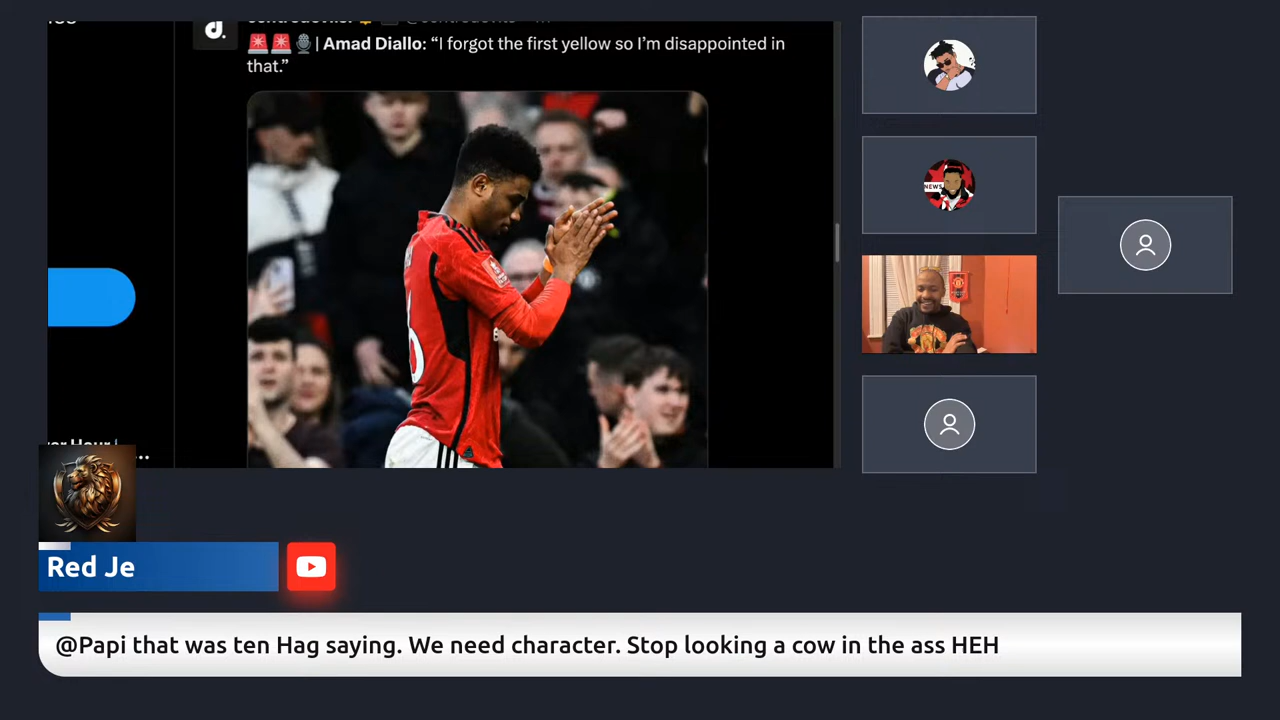 | Amad Diallo: “I forgot the first yellow so I’m disappointed in
that.”
NEWS
Red Je
@Papi that was ten Hag saying. We need character. Stop looking a cow in the ass HEH